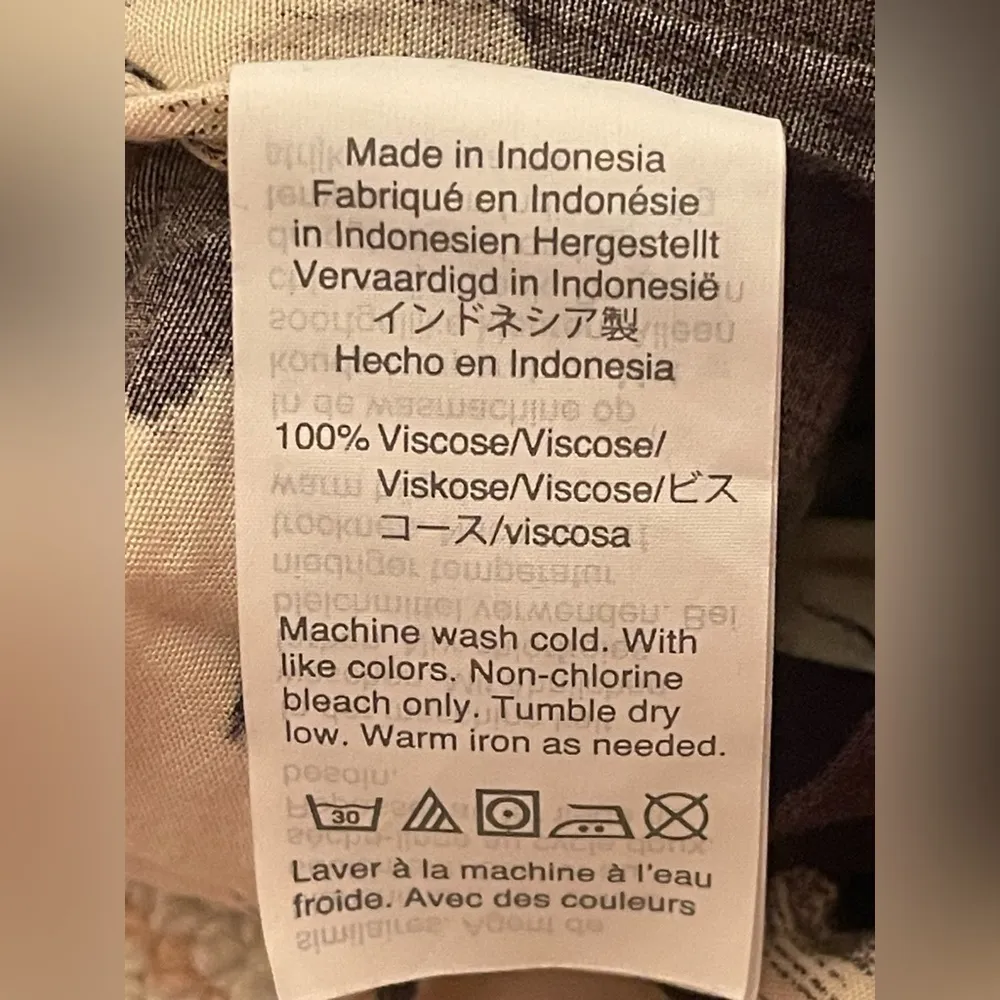 Made in Indonesia
Fabriqué en Indonésie
in Indonesien Hergestellt
Vervaardigd in Indonesië
インドネシア製
Hecho en Indonesia
100% Viscose/Viscose/
Viskose/Viscose/ビス
コース/viscosa
Machine wash cold. With
like colors. Non-chlorine
bleach only. Tumble dry
low. Warm iron as needed.
30
Laver à la machine à l'eau
froide. Avec des couleurs